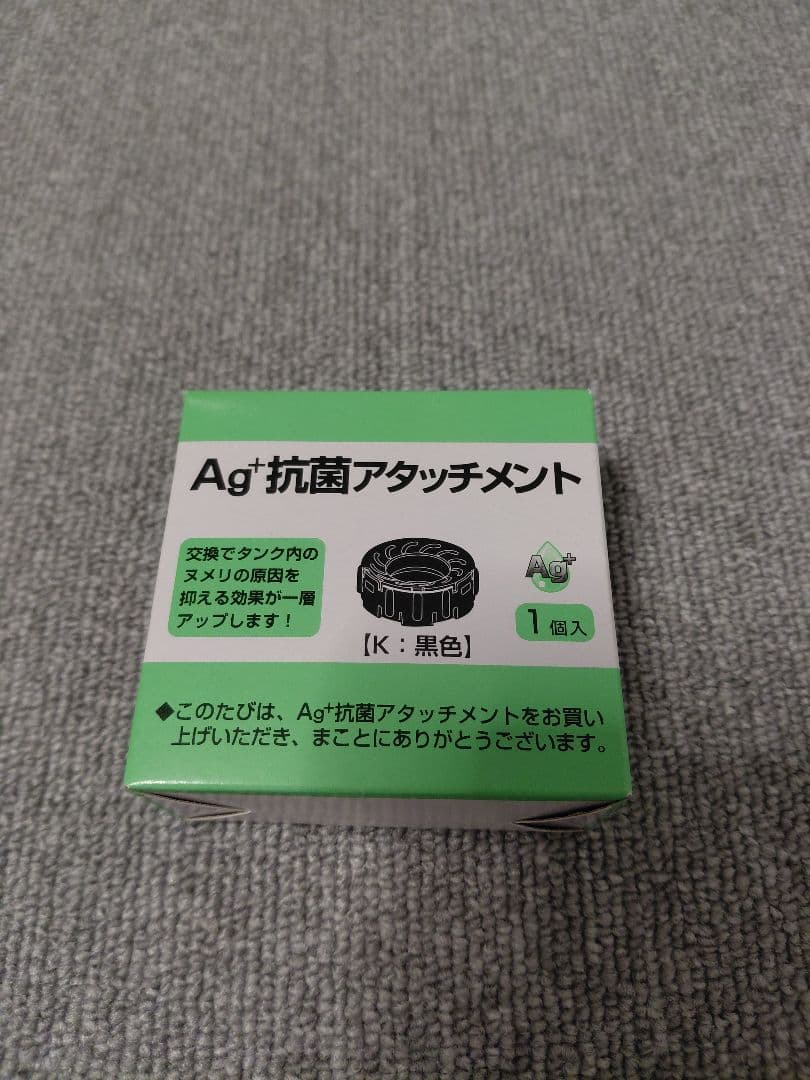 Ag⁺抗菌アタッチメント
交換でタンク内の
ヌメリの原因を
抑える効果が一層
アップします!
【K:黒色】
Ag⁺
1個入
◆このたびは、Ag⁺抗菌アタッチメントをお買い
上げいただき、まことにありがとうございます。